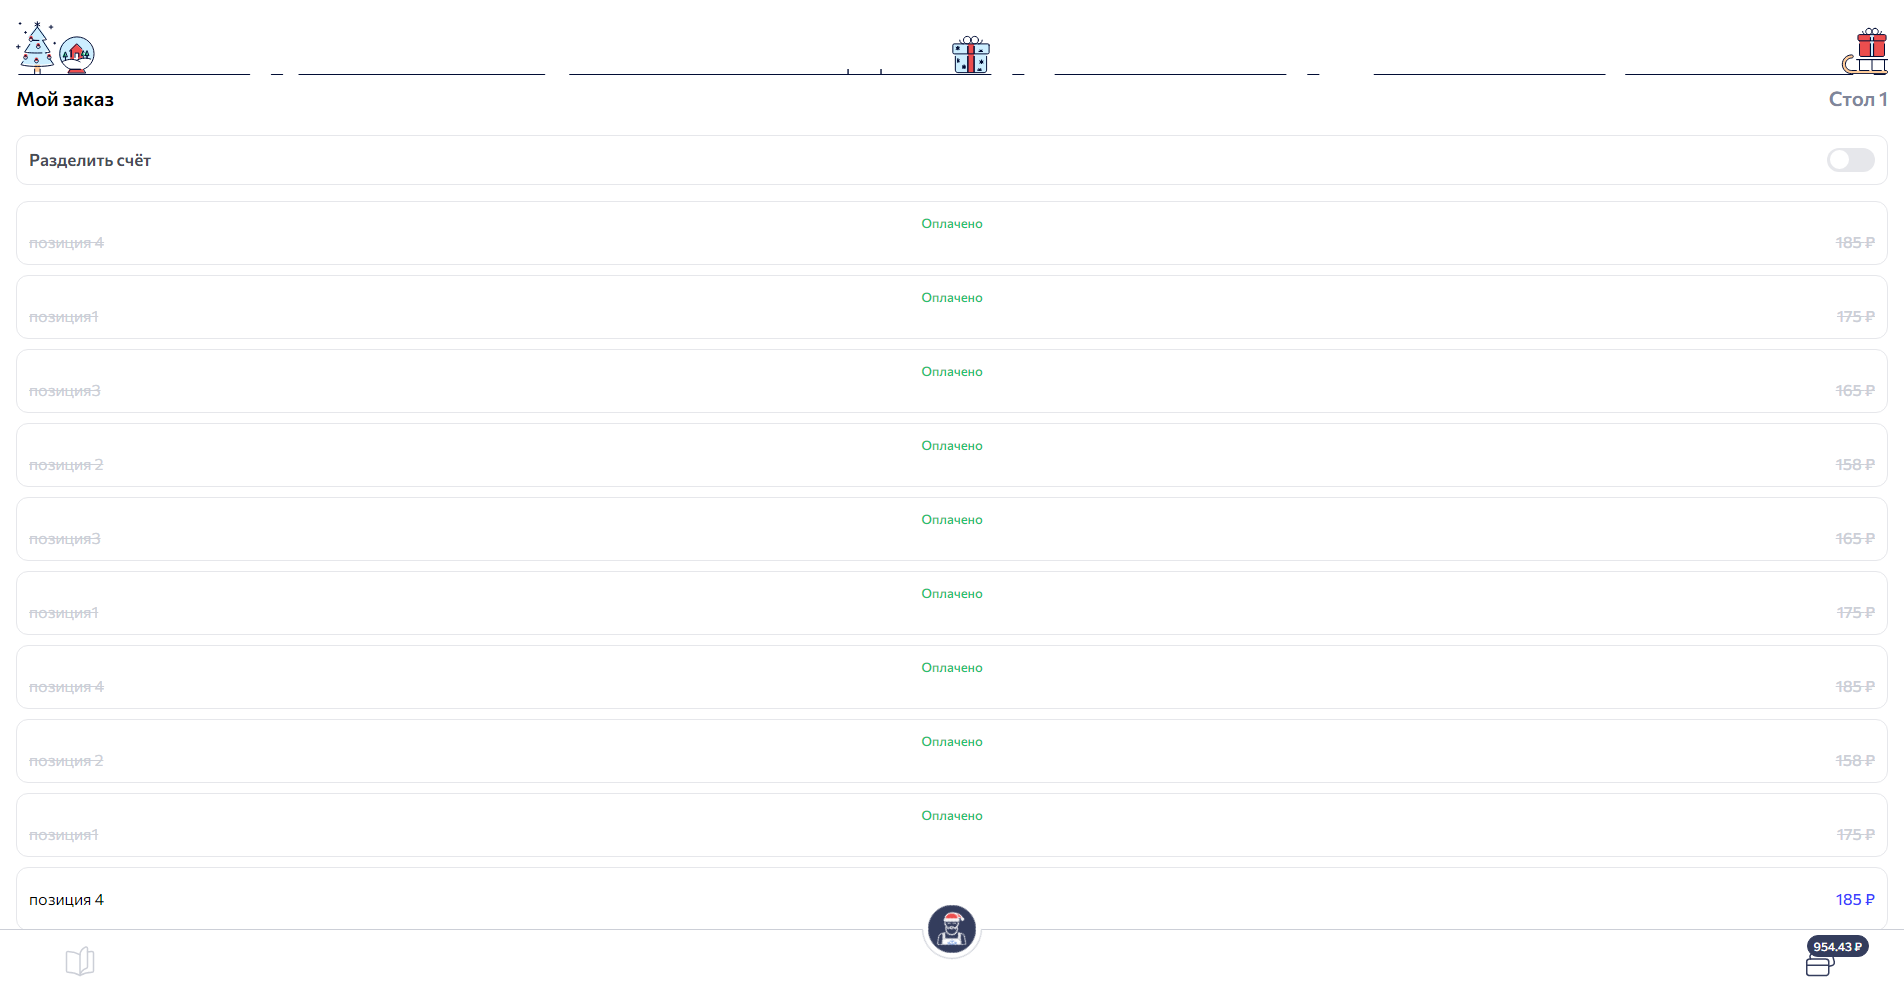 Мой заказ
Стол 1
Разделить счёт
Оплачено
позиция 4 185 ₽
Оплачено
позиция1 175 ₽
Оплачено
позиция3 165 ₽
Оплачено
позиция 2 158 ₽
Оплачено
позиция3 165 ₽
Оплачено
позиция1 175 ₽
Оплачено
позиция 4 185 ₽
Оплачено
позиция 2 158 ₽
Оплачено
позиция1 175 ₽
позиция 4 185 ₽
954.43 ₽